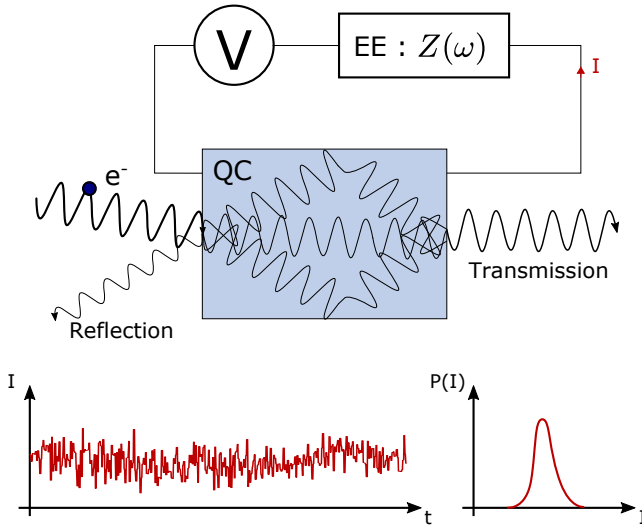 V
EE : Z(ω)
I
QC
e-
Transmission
Reflection
I
P(I)
t
I